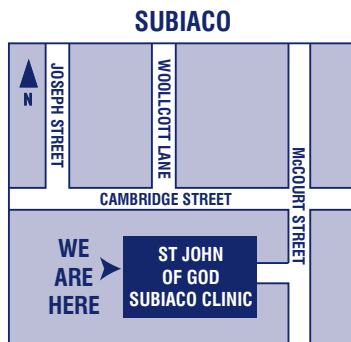 SUBIACO
N
JOSEPH STREET
WOOLLCOTT LANE
McCOURT STREET
CAMBRIDGE STREET
WE
ARE
HERE
ST JOHN
OF GOD
SUBIACO CLINIC